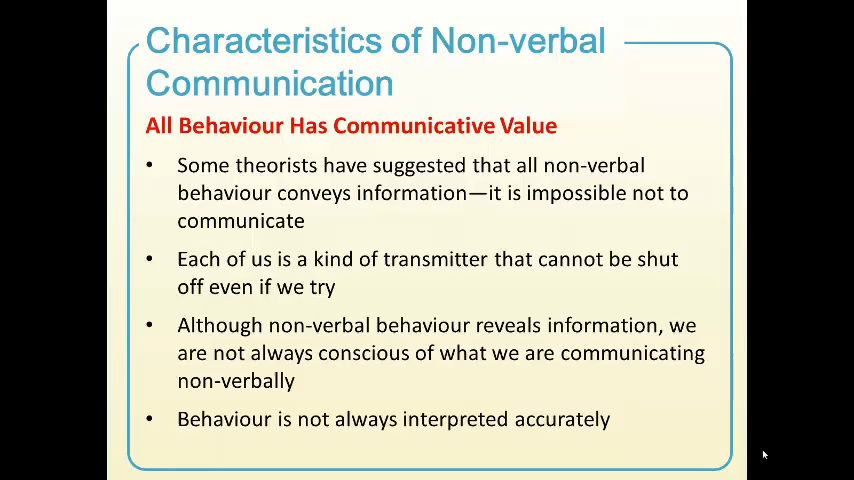 Characteristics of Non-verbal
Communication
All Behaviour Has Communicative Value
• Some theorists have suggested that all non-verbal
behaviour conveys information—it is impossible not to
communicate
• Each of us is a kind of transmitter that cannot be shut
off even if we try
• Although non-verbal behaviour reveals information, we
are not always conscious of what we are communicating
non-verbally
• Behaviour is not always interpreted accurately